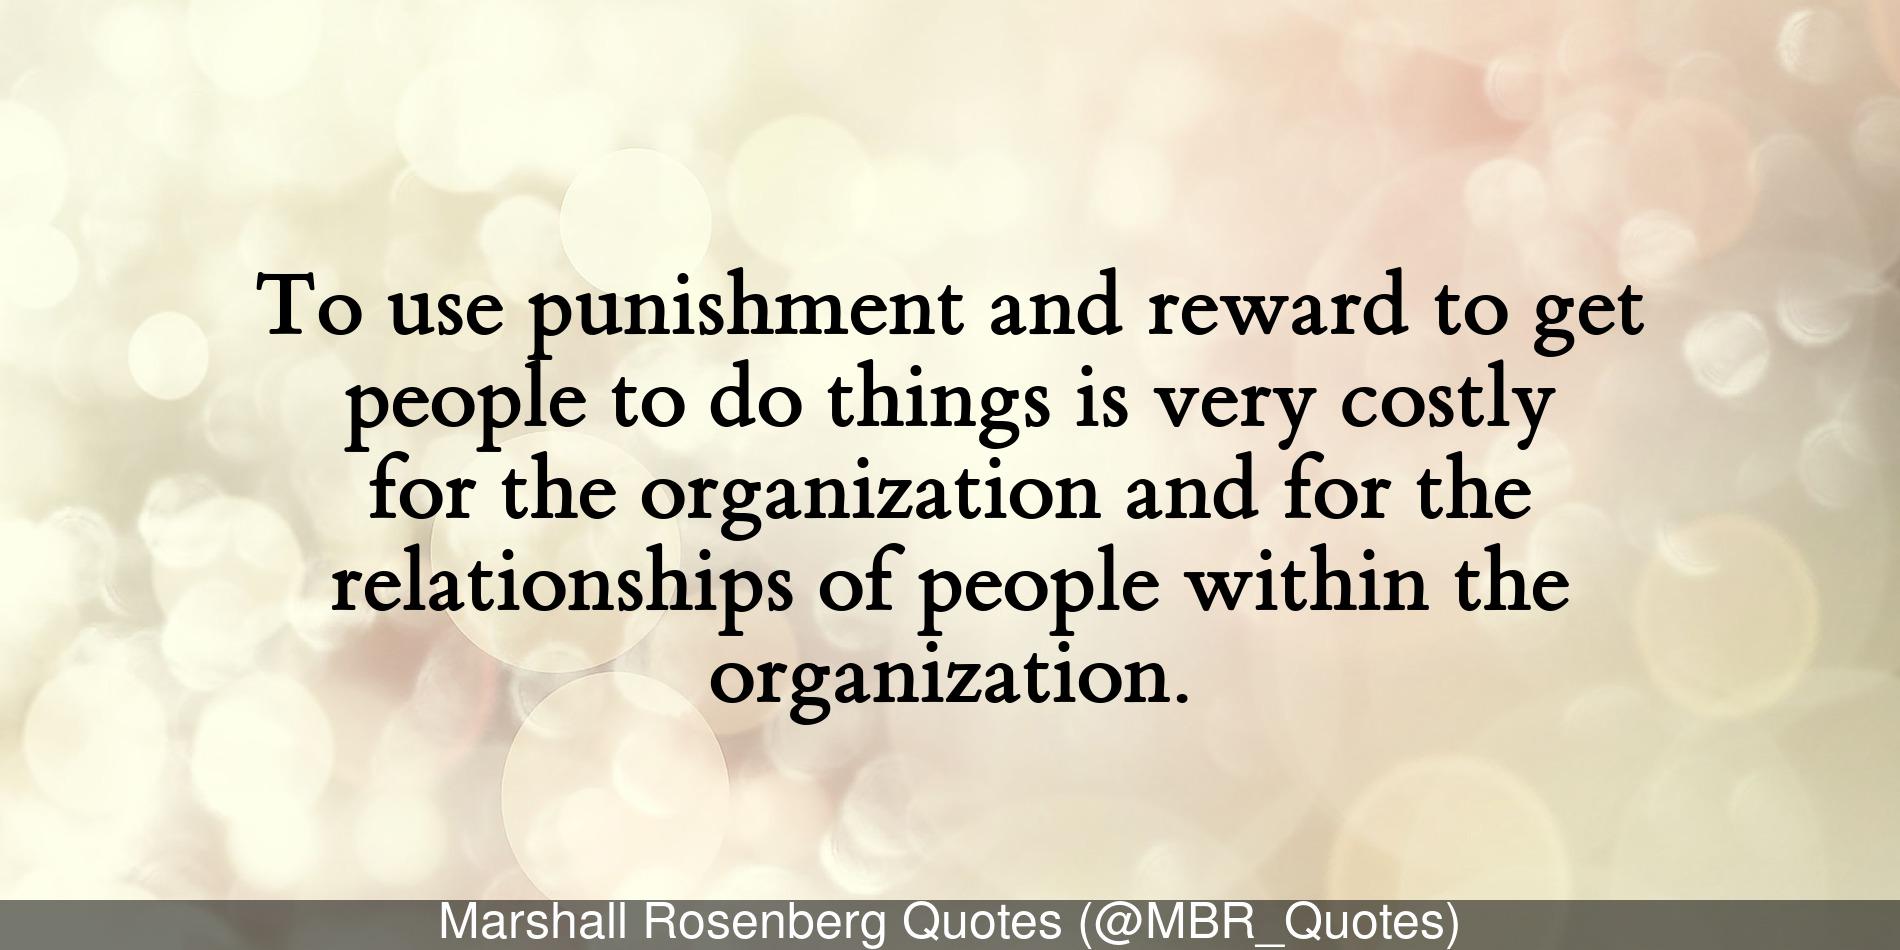 To use punishment and reward to get
people to do things is very costly
for the organization and for the
relationships of people within the
organization.
Marshall Rosenberg Quotes (@MBR_Quotes)